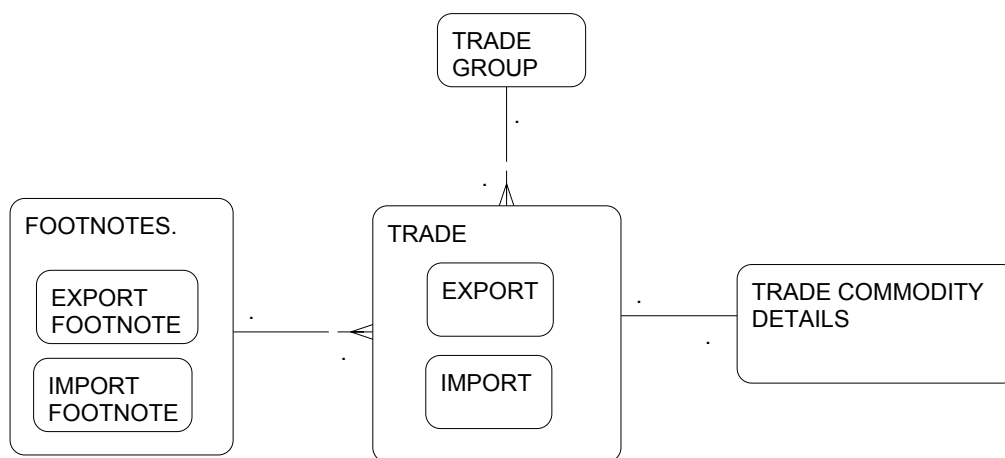 TRADE
GROUP
FOOTNOTES.
EXPORT
FOOTNOTE
IMPORT
FOOTNOTE
TRADE
EXPORT
IMPORT
TRADE COMMODITY
DETAILS